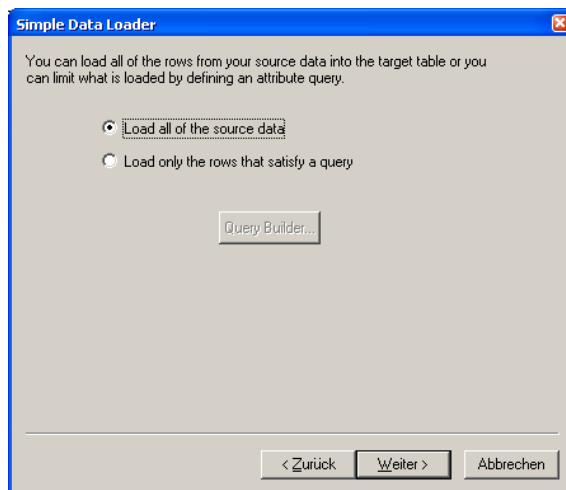 Simple Data Loader
You can load all of the rows from your source data into the target table or you
can limit what is loaded by defining an attribute query.
Load all of the source data
Load only the rows that satisfy a query
Query Builder...
< Zurück
Weiter >
Abbrechen